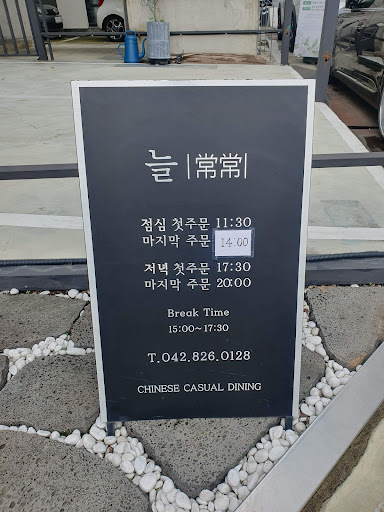 늘 |常常|
점심 첫주문 11:30
마지막 주문 14:00
저녁 첫주문 17:30
마지막 주문 20:00
Break Time
15:00~17:30
T.042.826.0128
CHINESE CASUAL DINING